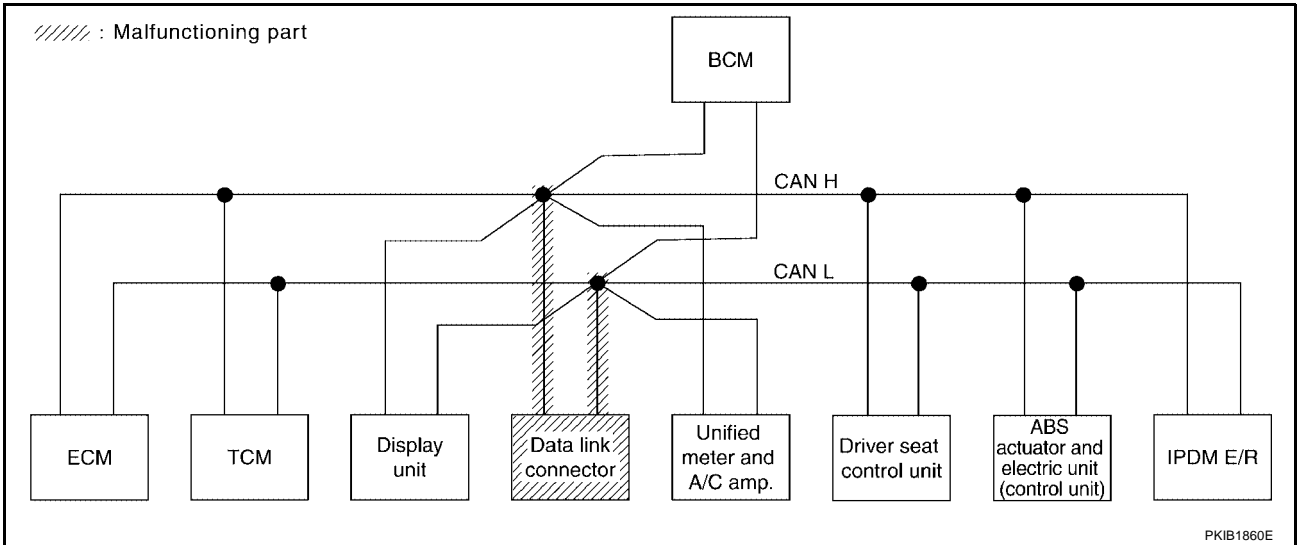 : Malfunctioning part
BCM
CAN H
CAN L
ECM
TCM
Display
unit
Data link
connector
Unified
meter and
A/C amp.
Driver seat
control unit
ABS
actuator and
electric unit
(control unit)
IPDM E/R
PKIB1860E